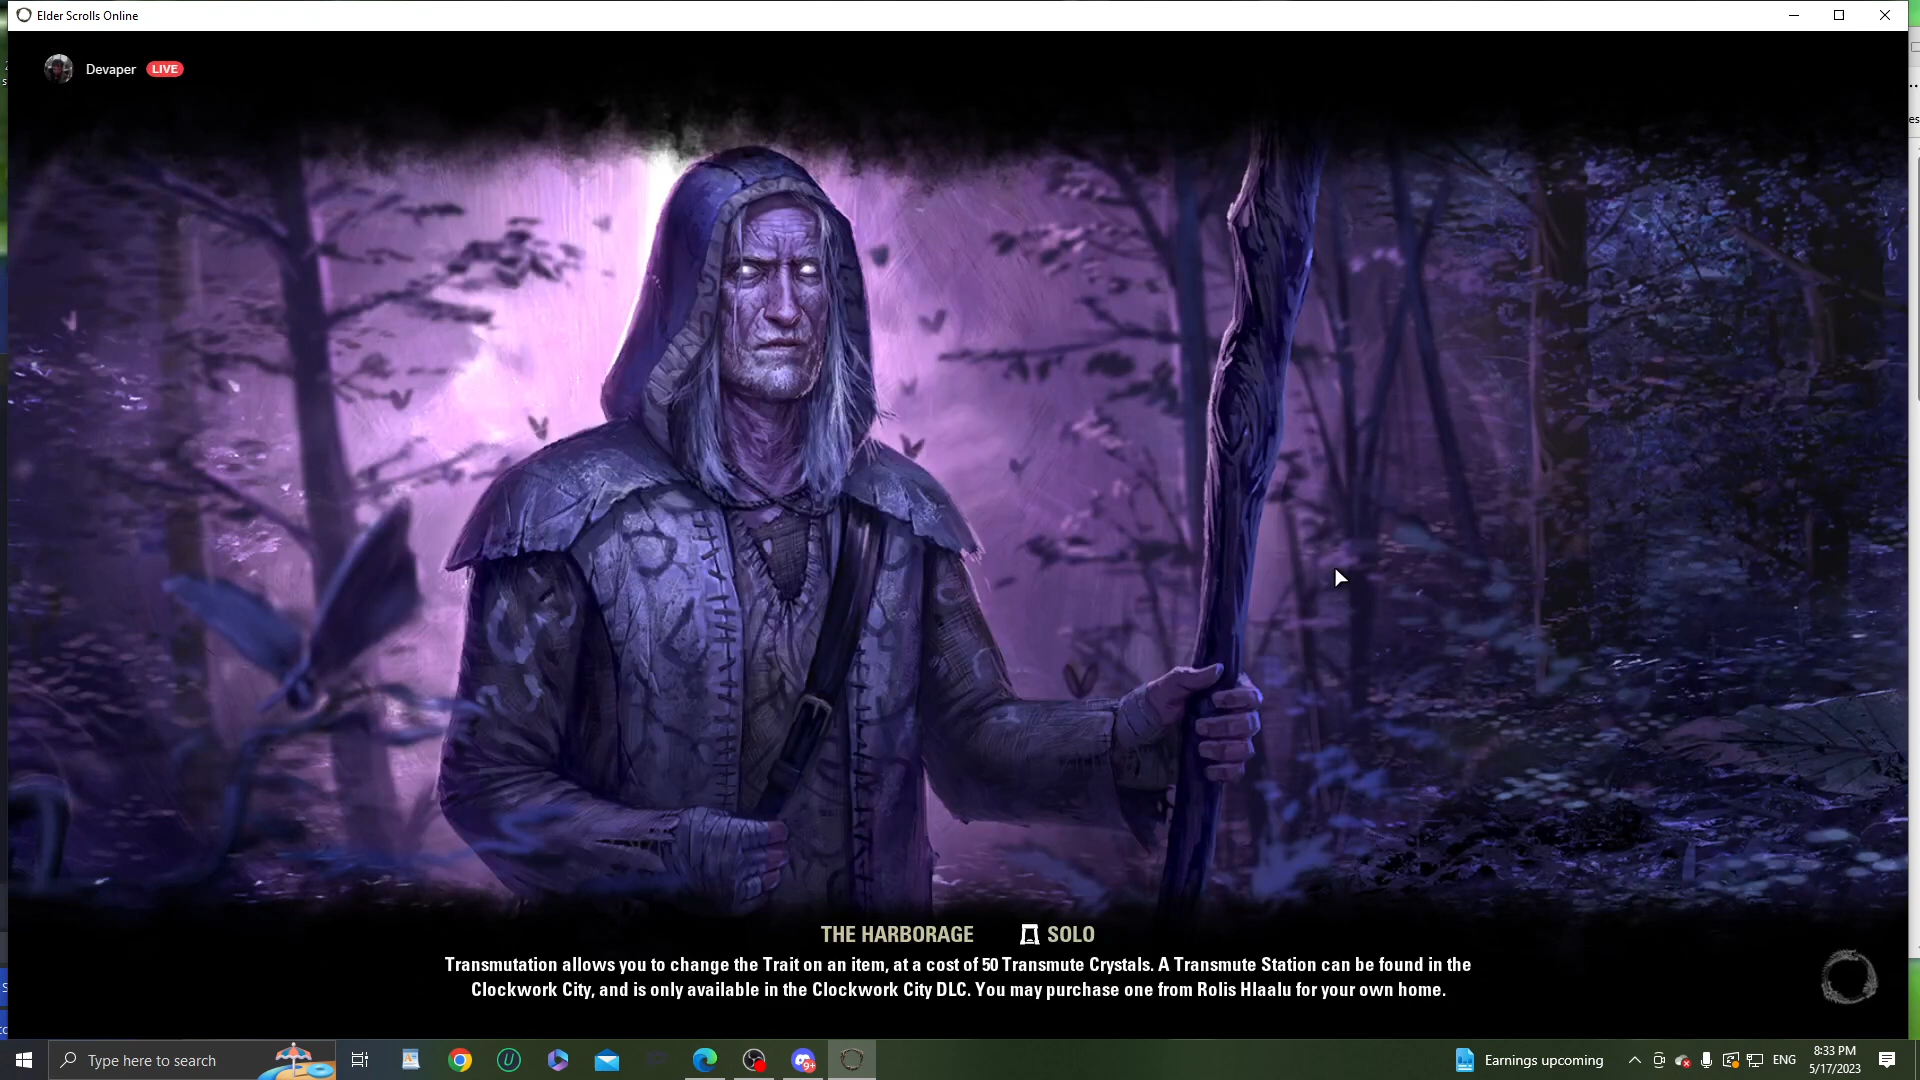 Elder Scrolls Online
Devaper LIVE
THE HARBORAGE SOLO
Transmutation allows you to change the Trait on an item, at a cost of 50 Transmute Crystals. A Transmute Station can be found in the
Clockwork City, and is only available in the Clockwork City DLC. You may purchase one from Rolis Hlaalu for your own home.
Type here to search
9+
Earnings upcoming
ENG
8:33 PM
5/17/2023